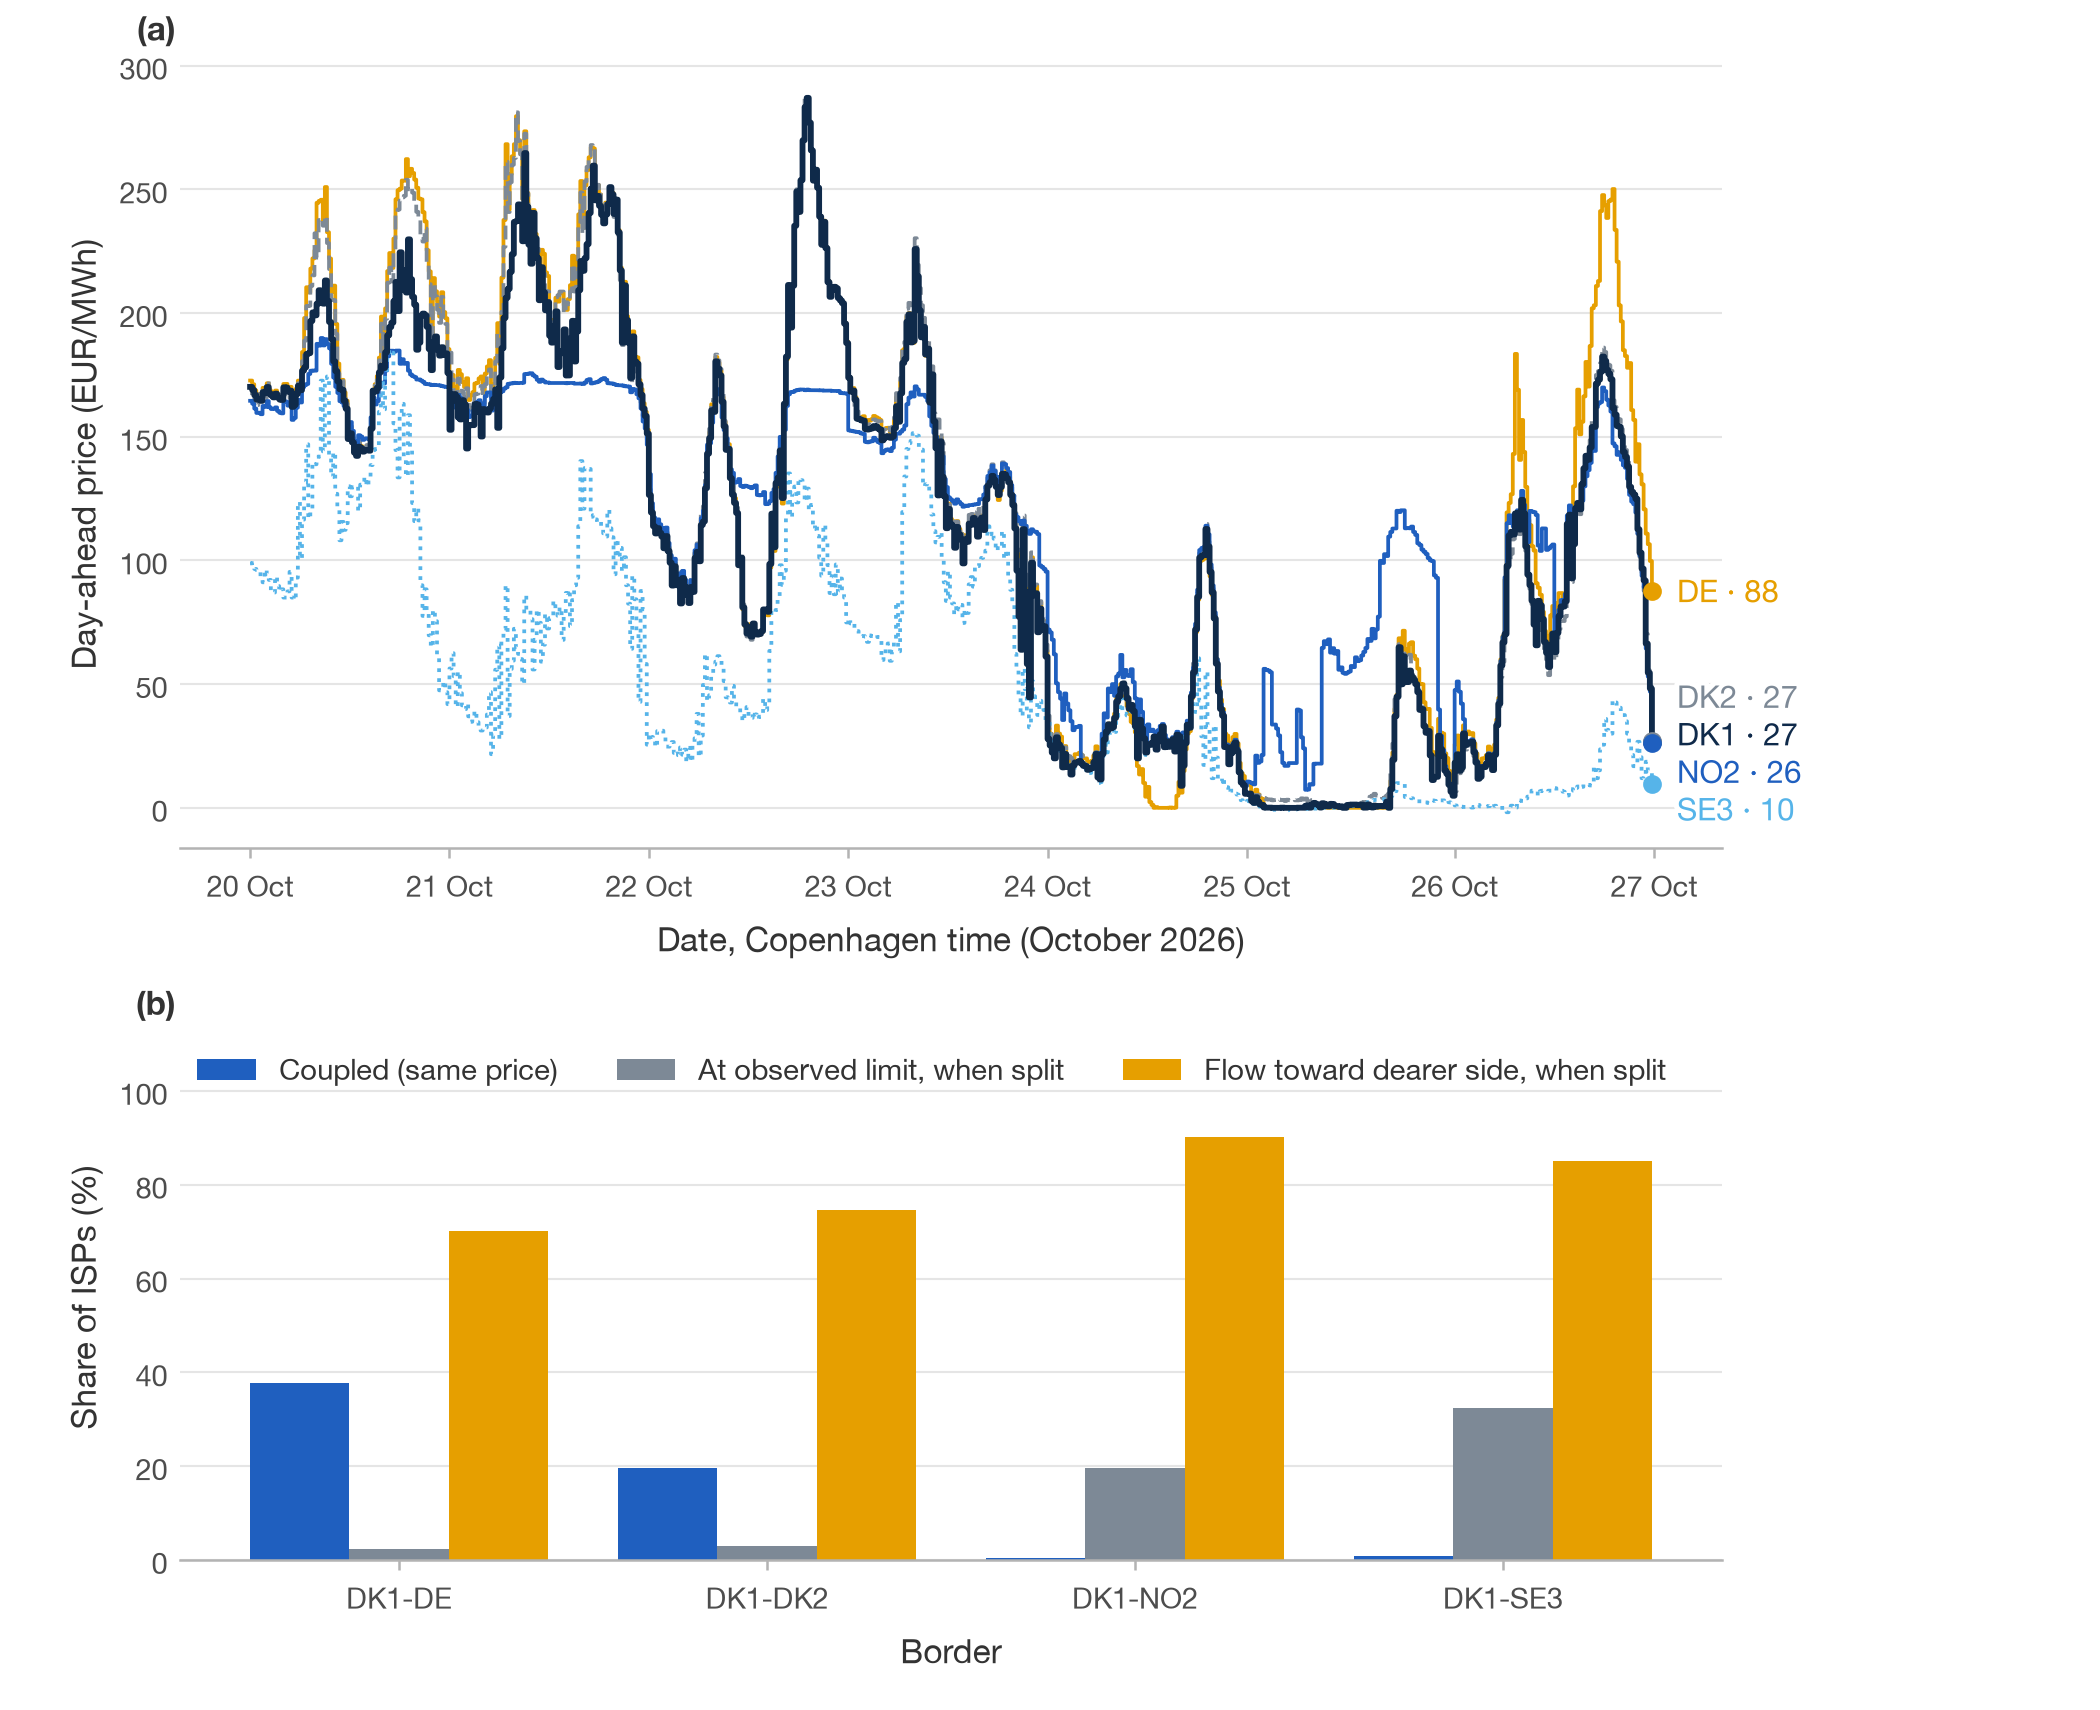 (a)
300
250
200
150
100
50
0
Day-ahead price (EUR/MWh)
DE · 88
DK2 · 27
DK1 · 27
NO2 · 26
SE3 · 10
20 Oct
21 Oct
22 Oct
23 Oct
24 Oct
25 Oct
26 Oct
27 Oct
Date, Copenhagen time (October 2026)
(b)
Coupled (same price)
At observed limit, when split
Flow toward dearer side, when split
100
80
60
40
20
0
Share of ISPs (%)
DK1-DE
DK1-DK2
DK1-NO2
DK1-SE3
Border